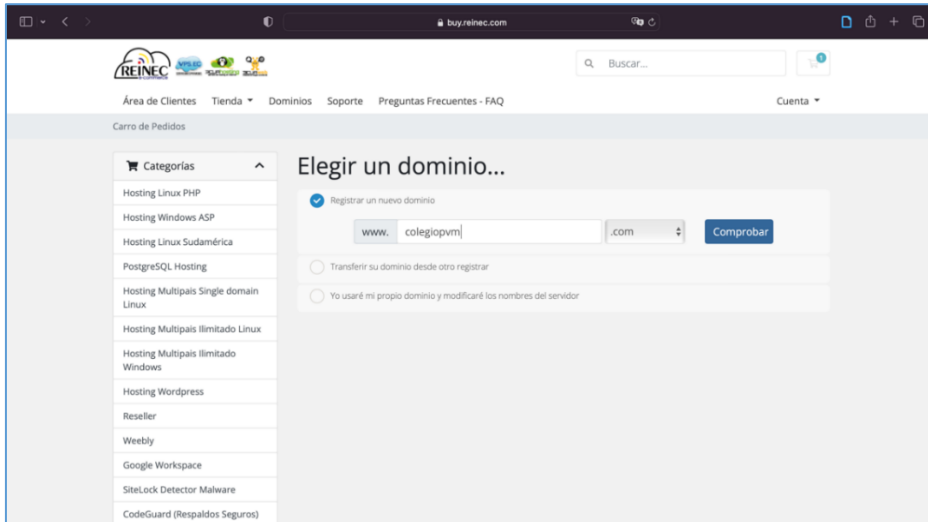 buy.reinec.com
REINEC
VPS.EC
Buscar...
1
Área de Clientes Tienda Dominios Soporte Preguntas Frecuentes - FAQ Cuenta
Carro de Pedidos
Categorías
Hosting Linux PHP
Hosting Windows ASP
Hosting Linux Sudamérica
PostgreSQL Hosting
Hosting Multipais Single domain
Linux
Hosting Multipais Ilimitado Linux
Hosting Multipais Ilimitado
Windows
Hosting Wordpress
Reseller
Weebly
Google Workspace
SiteLock Detector Malware
CodeGuard (Respaldos Seguros)
Elegir un dominio...
Registrar un nuevo dominio
www. colegiopvm .com Comprobar
Transferir su dominio desde otro registrar
Yo usaré mi propio dominio y modificaré los nombres del servidor